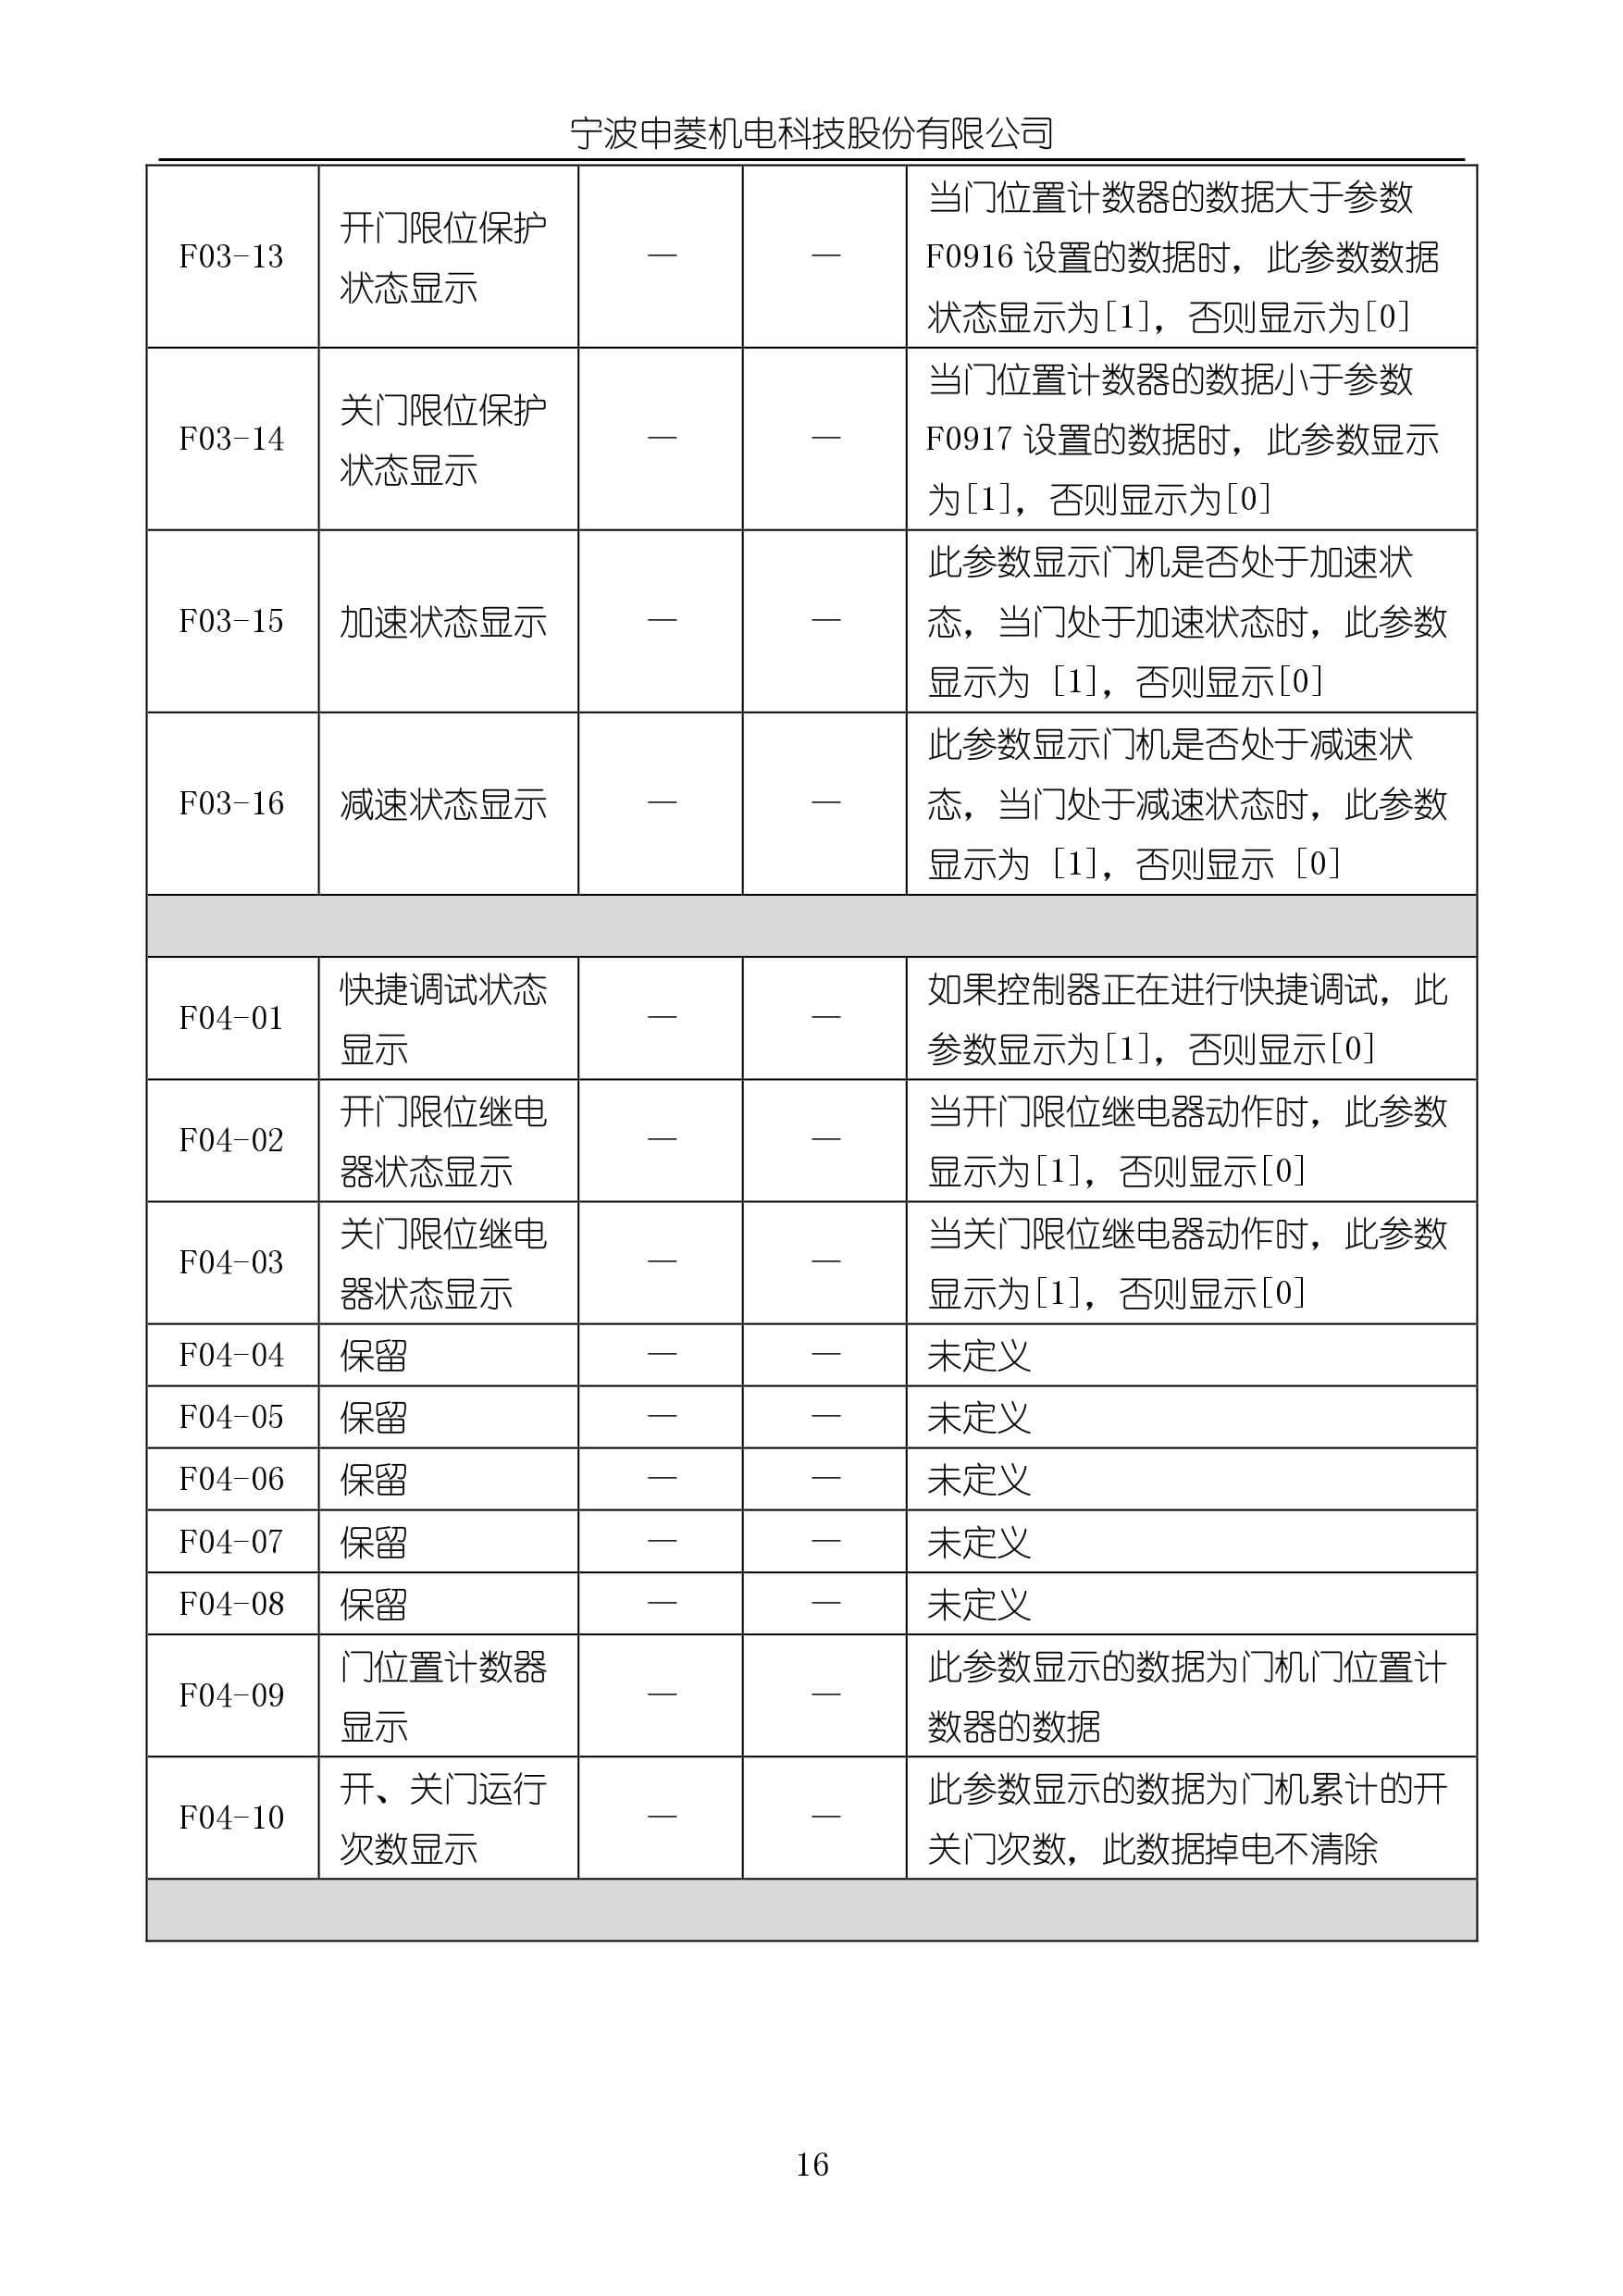 宁波申菱机电科技股份有限公司
F03-13
开门限位保护
状态显示
—
—
当门位置计数器的数据大于参数
F0916 设置的数据时，此参数数据
状态显示为[1]，否则显示为[0]
F03-14
关门限位保护
状态显示
—
—
当门位置计数器的数据小于参数
F0917 设置的数据时，此参数显示
为[1]，否则显示为[0]
F03-15
加速状态显示
—
—
此参数显示门机是否处于加速状
态，当门处于加速状态时，此参数
显示为 [1]，否则显示[0]
F03-16
减速状态显示
—
—
此参数显示门机是否处于减速状
态，当门处于减速状态时，此参数
显示为 [1]，否则显示 [0]
F04-01
快捷调试状态
显示
—
—
如果控制器正在进行快捷调试，此
参数显示为[1]，否则显示[0]
F04-02
开门限位继电
器状态显示
—
—
当开门限位继电器动作时，此参数
显示为[1]，否则显示[0]
F04-03
关门限位继电
器状态显示
—
—
当关门限位继电器动作时，此参数
显示为[1]，否则显示[0]
F04-04
保留
—
—
未定义
F04-05
保留
—
—
未定义
F04-06
保留
—
—
未定义
F04-07
保留
—
—
未定义
F04-08
保留
—
—
未定义
F04-09
门位置计数器
显示
—
—
此参数显示的数据为门机门位置计
数器的数据
F04-10
开、关门运行
次数显示
—
—
此参数显示的数据为门机累计的开
关门次数，此数据掉电不清除
16